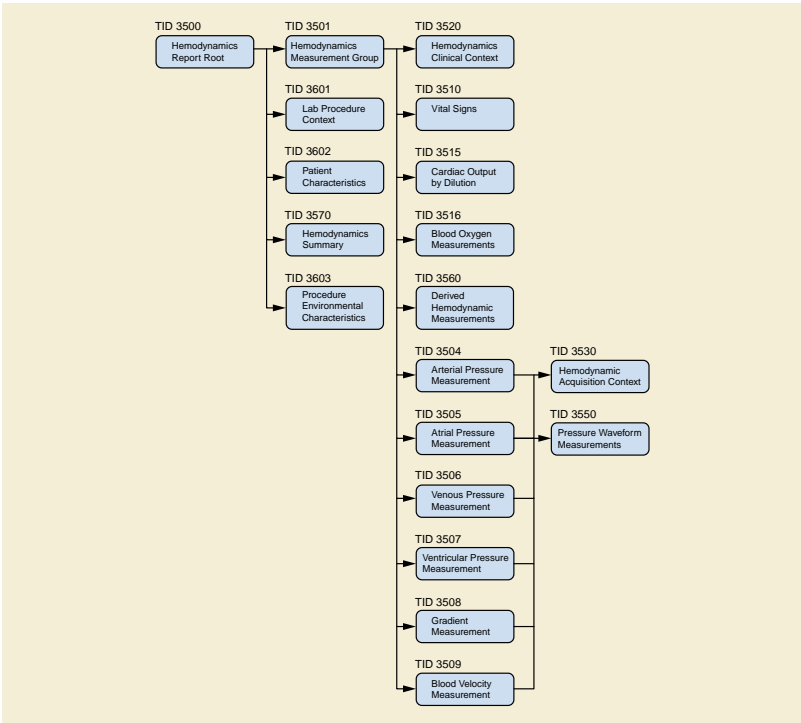 TID 3500
Hemodynamics
Report Root
TID 3501
Hemodynamics
Measurement Group
TID 3601
Lab Procedure
Context
TID 3602
Patient
Characteristics
TID 3570
Hemodynamics
Summary
TID 3603
Procedure
Environmental
Characteristics
TID 3520
Hemodynamics
Clinical Context
TID 3510
Vital Signs
TID 3515
Cardiac Output
by Dilution
TID 3516
Blood Oxygen
Measurements
TID 3560
Derived
Hemodynamic
Measurements
TID 3504
Arterial Pressure
Measurement
TID 3505
Atrial Pressure
Measurement
TID 3506
Venous Pressure
Measurement
TID 3507
Ventricular Pressure
Measurement
TID 3508
Gradient
Measurement
TID 3509
Blood Velocity
Measurement
TID 3530
Hemodynamic
Acquisition Context
TID 3550
Pressure Waveform
Measurements